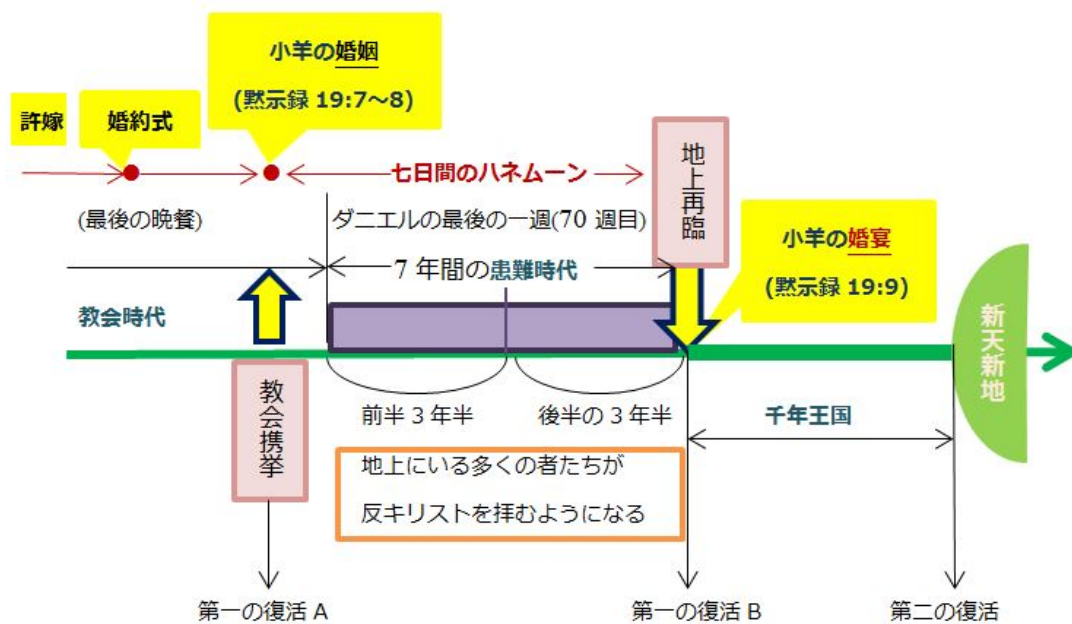 小羊の婚姻
(黙示録 19:7～8)
許嫁
婚約式
七日間のハネムーン
地上再臨
(最後の晩餐)
ダニエルの最後の一週(70 週目)
小羊の婚宴
(黙示録 19:9)
7 年間の患難時代
教会時代
新天新地
教会携挙
前半 3 年半
後半の 3 年半
千年王国
地上にいる多くの者たちが
反キリストを拝むようになる
第一の復活 A
第一の復活 B
第二の復活